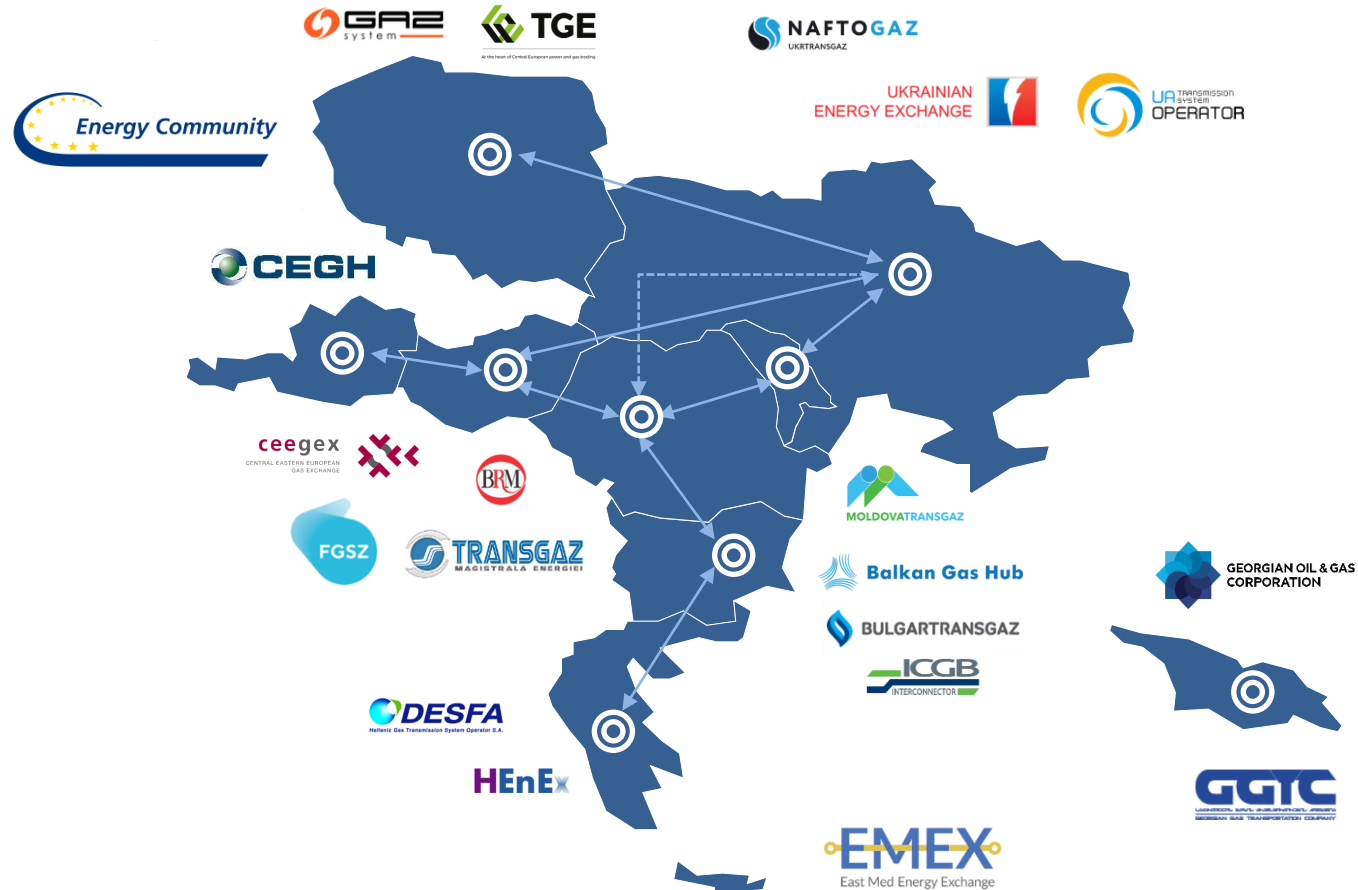 GAZ
system
TGE
At the heart of Central European power and gas trading
NAFTOGAZ
UKRTRANSGAZ
UKRAINIAN
ENERGY EXCHANGE
UA TRANSMISSION
SYSTEM
OPERATOR
Energy Community
CEGH
ceegex
CENTRAL EASTERN EUROPEAN
GAS EXCHANGE
BRM
FGSZ
TRANSGAZ
MAGISTRALA ENERGIEI
MOLDOVATRANSGAZ
Balkan Gas Hub
BULGARTRANSGAZ
ICGB
INTERCONNECTOR
GEORGIAN OIL & GAS
CORPORATION
DESFA
Hellenic Gas Transmission System Operator S.A.
HEnEx
GGTC
GEORGIAN GAS TRANSPORTATION COMPANY
EMEX
East Med Energy Exchange